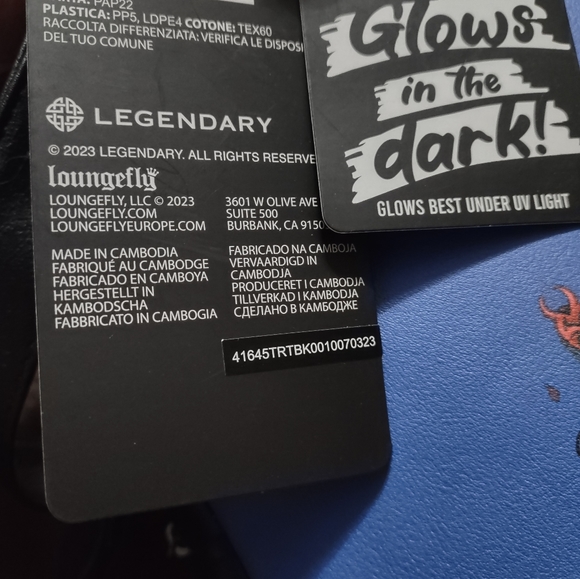 PAP22
PLASTICA: PP5, LDPE4 COTONE: TEX60
RACCOLTA DIFFERENZIATA: VERIFICA LE DISPOSI
DEL TUO COMUNE
LEGENDARY
© 2023 LEGENDARY. ALL RIGHTS RESERVE
loungefly
LOUNGEFLY, LLC © 2023
LOUNGEFLY.COM
LOUNGEFLYEUROPE.COM
3601 W OLIVE AVE
SUITE 500
BURBANK, CA 9150
MADE IN CAMBODIA
FABRIQUÉ AU CAMBODGE
FABRICADO EN CAMBOYA
HERGESTELLT IN
KAMBODSCHA
FABBRICATO IN CAMBOGIA
FABRICADO NA CAMBOJA
VERVAARDIGD IN
CAMBODJA
PRODUCERET I CAMBODJA
TILLVERKAD I KAMBODJA
СДЕЛАНО В КАМБОДЖЕ
41645TRTBK0010070323
Glows
in the
dark!
GLOWS BEST UNDER UV LIGHT